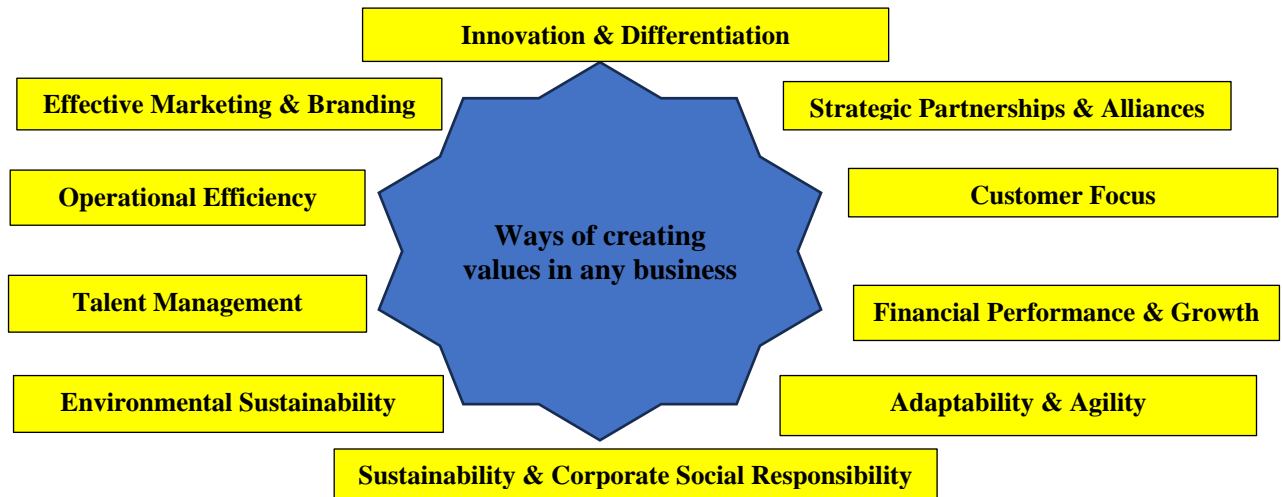 Innovation & Differentiation
Effective Marketing & Branding
Strategic Partnerships & Alliances
Operational Efficiency
Customer Focus
Ways of creating
values in any business
Talent Management
Financial Performance & Growth
Environmental Sustainability
Adaptability & Agility
Sustainability & Corporate Social Responsibility